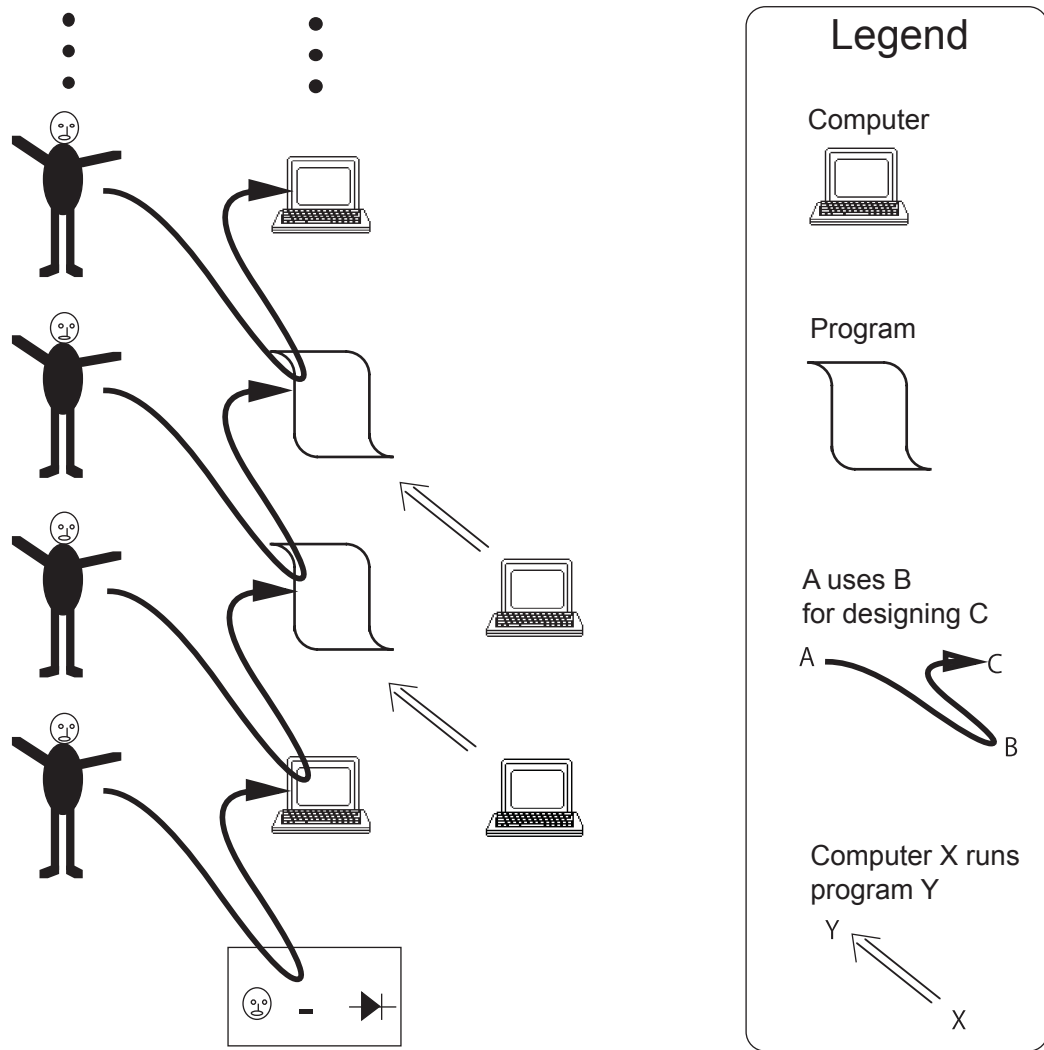 Legend
Computer
Program
A uses B
for designing C
A
C
B
Computer X runs
program Y
Y
X